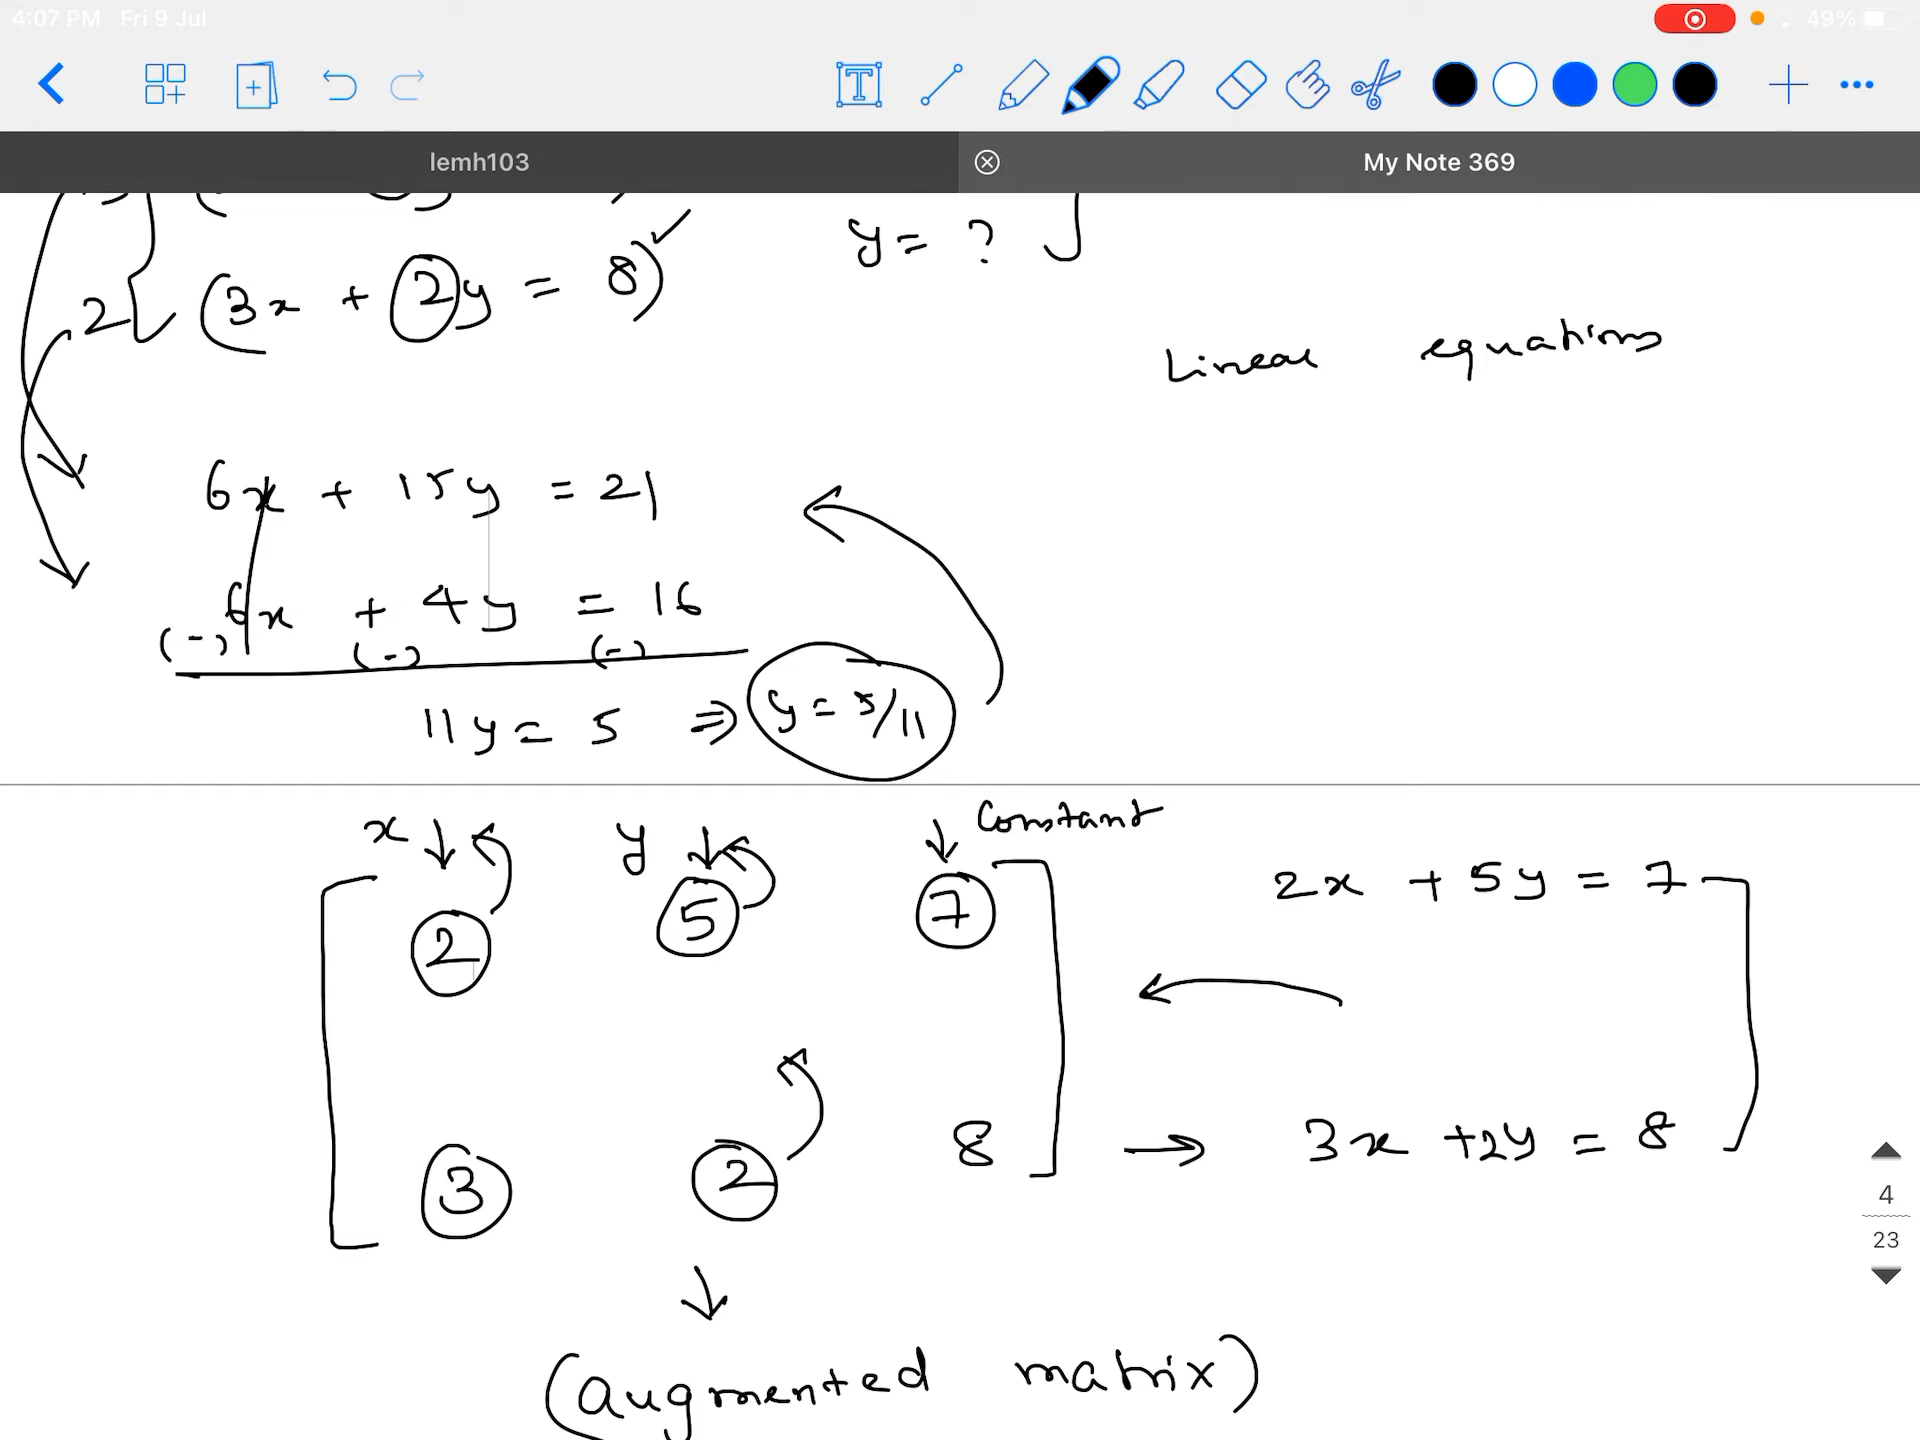 4:07 PM Fri 9 Jul
49%
T
lemh103
My Note 369
y = ?
2 (3x + 2y = 8)
Linear equations
6x + 15y = 21
6x + 4y = 16
(-) (-) (-)
11y = 5 ⇒ y = 5/11
x ↓ y ↓ ↓ Constant
2 5 7
2x + 5y = 7
3 2 8 → 3x + 2y = 8
4
23
↓
(augmented matrix)